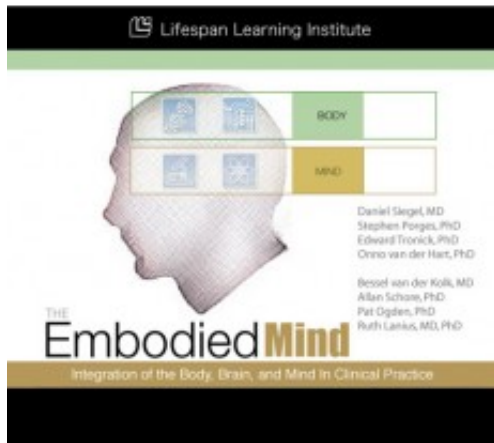 Lifespan Learning Institute
BODY
MIND
Daniel Siegel, MD
Stephen Porges, PhD
Edward Tronick, PhD
Onno van der Hart, PhD
Bessel van der Kolk, MD
Allan Schore, PhD
Pat Ogden, PhD
Ruth Lanius, MD, PhD
THE
Embodied Mind
Integration of the Body, Brain, and Mind In Clinical Practice